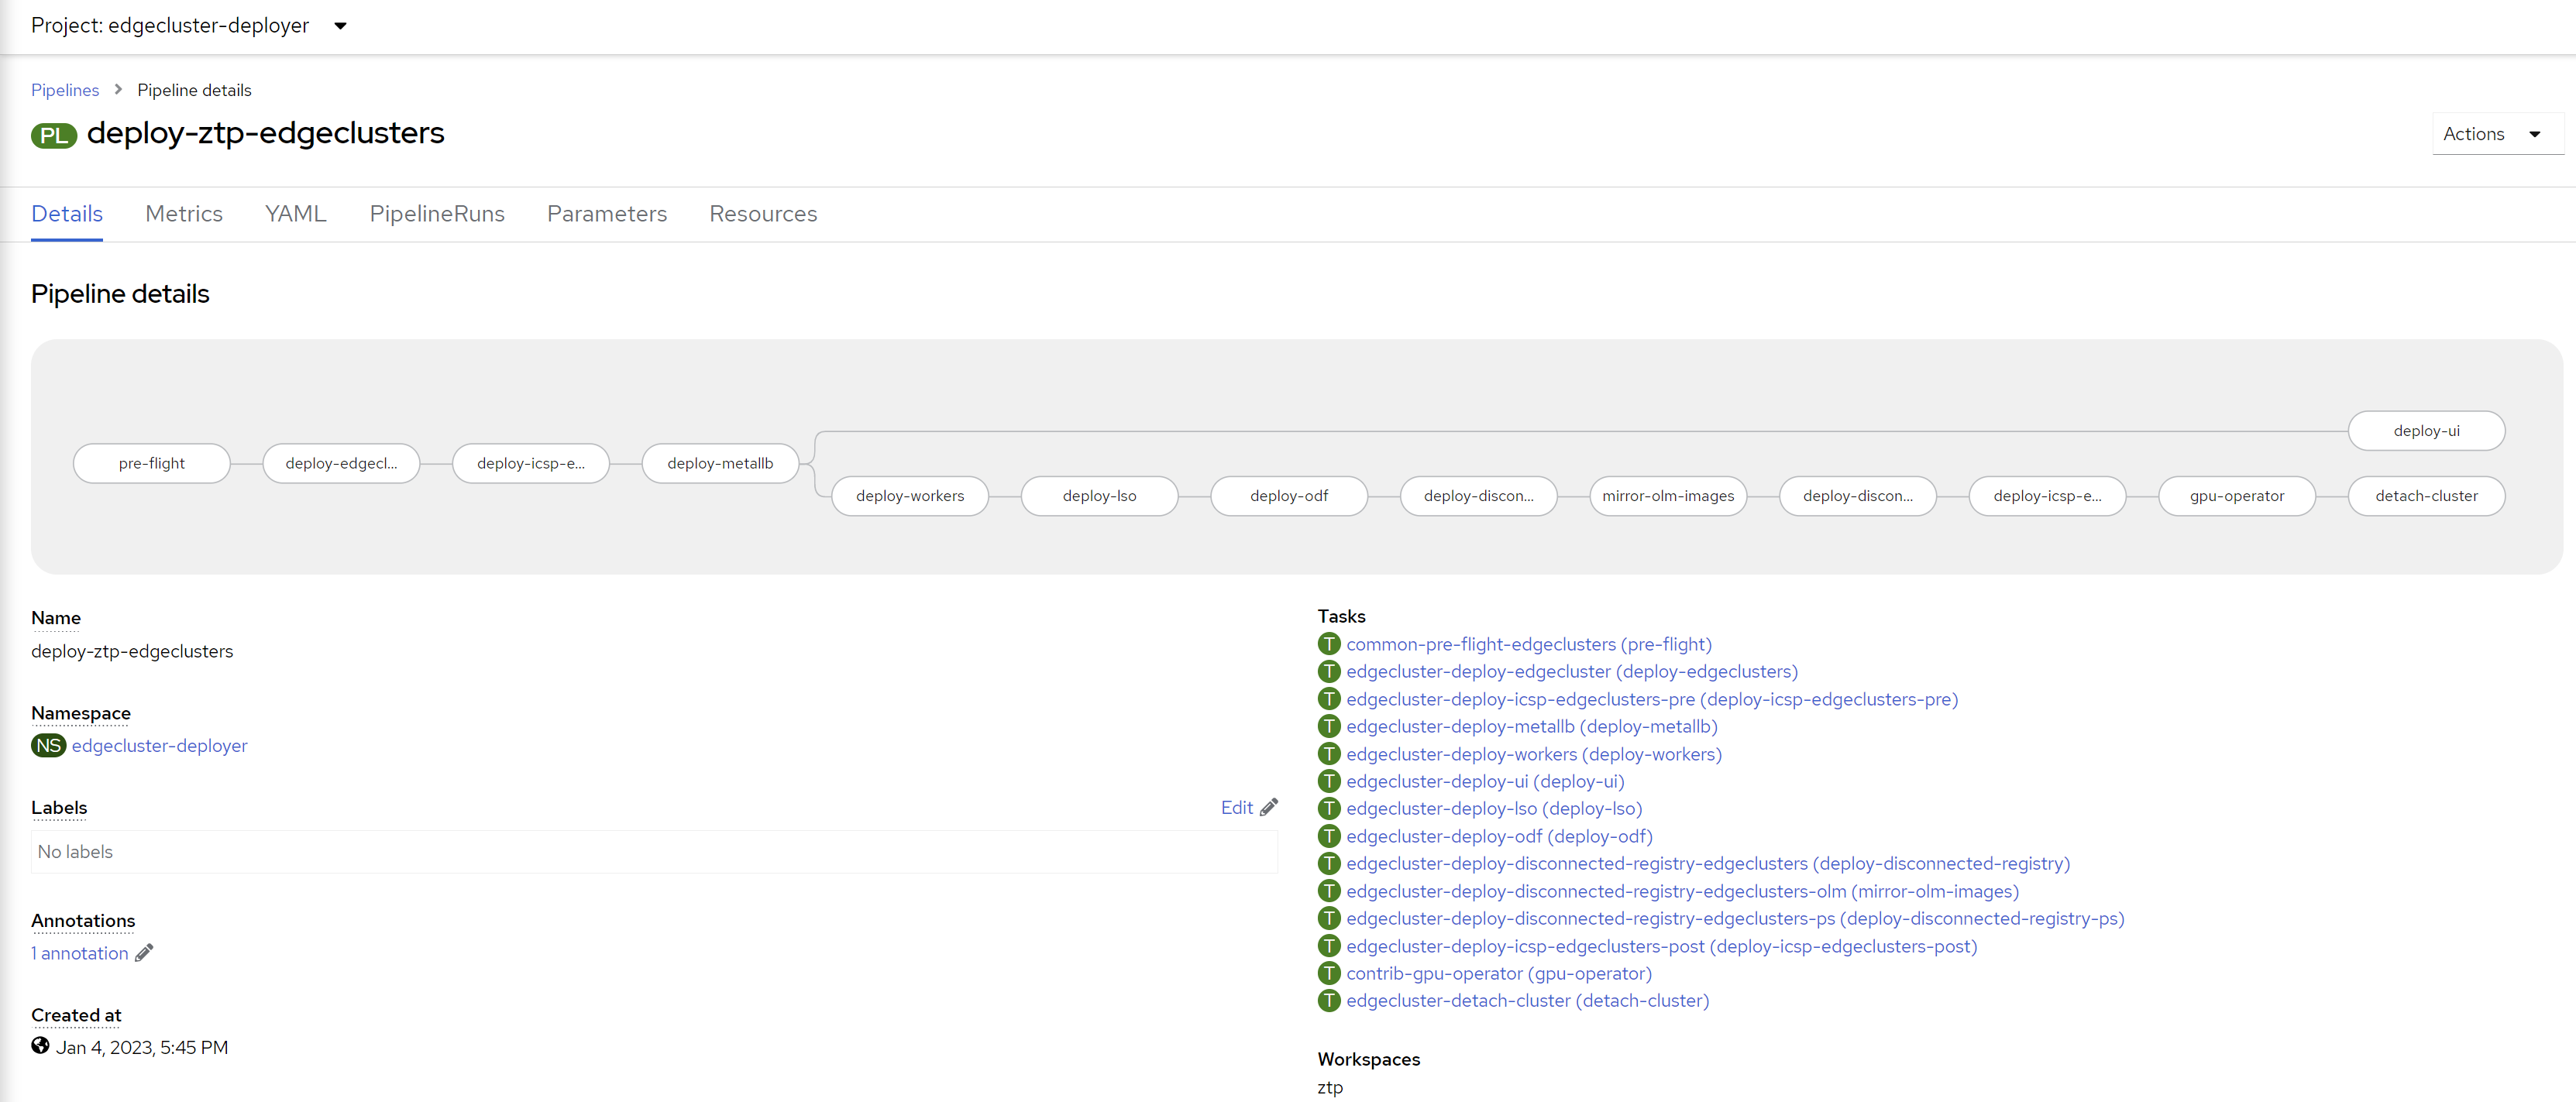 Project: edgecluster-deployer
Pipelines > Pipeline details
PL deploy-ztp-edgeclusters
Actions
Details Metrics YAML PipelineRuns Parameters Resources
Pipeline details
deploy-ui
pre-flight deploy-edgecl... deploy-icsp-e... deploy-metallb
deploy-workers deploy-lso deploy-odf deploy-discon... mirror-olm-images deploy-discon... deploy-icsp-e... gpu-operator detach-cluster
Name
deploy-ztp-edgeclusters
Namespace
NS edgecluster-deployer
Labels
Edit
No labels
Annotations
1 annotation
Created at
Jan 4, 2023, 5:45 PM
Tasks
T common-pre-flight-edgeclusters (pre-flight)
T edgecluster-deploy-edgecluster (deploy-edgeclusters)
T edgecluster-deploy-icsp-edgeclusters-pre (deploy-icsp-edgeclusters-pre)
T edgecluster-deploy-metallb (deploy-metallb)
T edgecluster-deploy-workers (deploy-workers)
T edgecluster-deploy-ui (deploy-ui)
T edgecluster-deploy-lso (deploy-lso)
T edgecluster-deploy-odf (deploy-odf)
T edgecluster-deploy-disconnected-registry-edgeclusters (deploy-disconnected-registry)
T edgecluster-deploy-disconnected-registry-edgeclusters-olm (mirror-olm-images)
T edgecluster-deploy-disconnected-registry-edgeclusters-ps (deploy-disconnected-registry-ps)
T edgecluster-deploy-icsp-edgeclusters-post (deploy-icsp-edgeclusters-post)
T contrib-gpu-operator (gpu-operator)
T edgecluster-detach-cluster (detach-cluster)
Workspaces
ztp